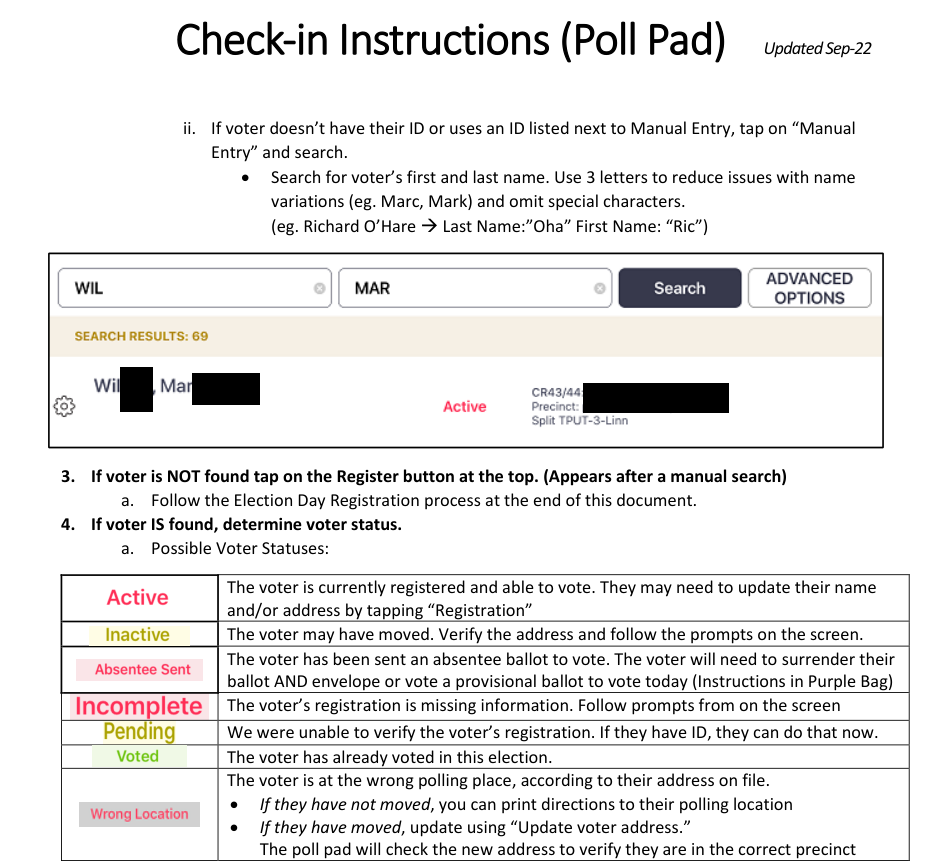 Check-in Instructions (Poll Pad) Updated Sep-22
ii. If voter doesn’t have their ID or uses an ID listed next to Manual Entry, tap on “Manual
Entry” and search.
• Search for voter’s first and last name. Use 3 letters to reduce issues with name
variations (eg. Marc, Mark) and omit special characters.
(eg. Richard O’Hare → Last Name:”Oha” First Name: “Ric”)
WIL MAR Search ADVANCED
OPTIONS
SEARCH RESULTS: 69
Wil , Mar
Active
CR43/44:
Precinct:
Split TPUT-3-Linn
3. If voter is NOT found tap on the Register button at the top. (Appears after a manual search)
a. Follow the Election Day Registration process at the end of this document.
4. If voter IS found, determine voter status.
a. Possible Voter Statuses:
Active
The voter is currently registered and able to vote. They may need to update their name
and/or address by tapping “Registration”
Inactive
The voter may have moved. Verify the address and follow the prompts on the screen.
Absentee Sent
The voter has been sent an absentee ballot to vote. The voter will need to surrender their
ballot AND envelope or vote a provisional ballot to vote today (Instructions in Purple Bag)
Incomplete
The voter’s registration is missing information. Follow prompts from on the screen
Pending
We were unable to verify the voter’s registration. If they have ID, they can do that now.
Voted
The voter has already voted in this election.
Wrong Location
The voter is at the wrong polling place, according to their address on file.
• If they have not moved, you can print directions to their polling location
• If they have moved, update using “Update voter address.”
The poll pad will check the new address to verify they are in the correct precinct